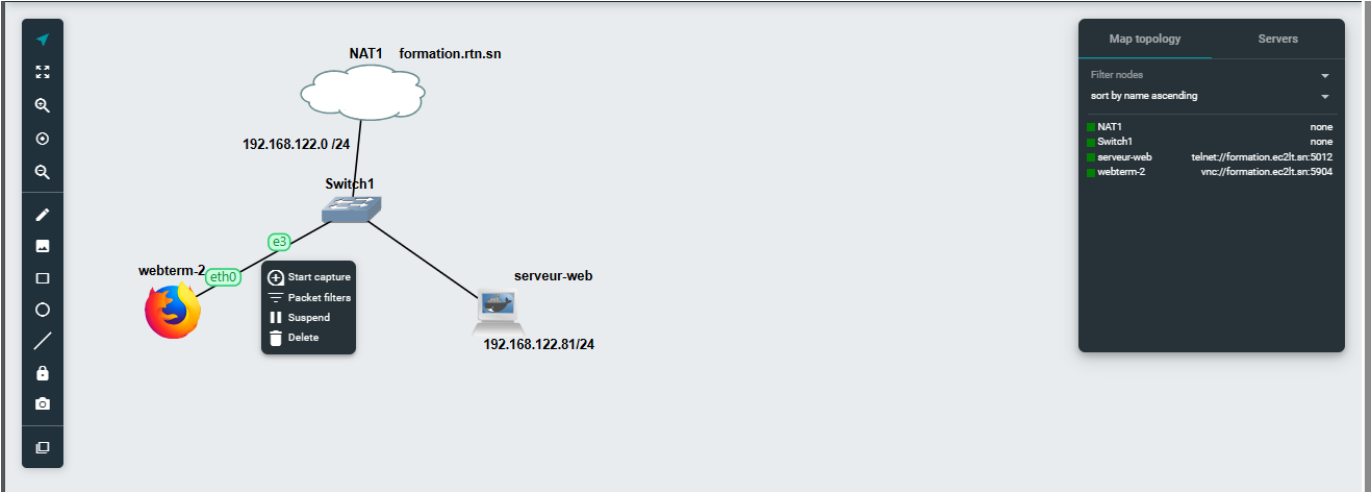 NAT1 formation.rtn.sn
192.168.122.0 /24
Switch1
e3
webterm-2
eth0
Start capture
Packet filters
Suspend
Delete
serveur-web
192.168.122.81/24
Map topology Servers
Filter nodes
sort by name ascending
NAT1 none
Switch1 none
serveur-web telnet://formation.ec2lt.sn:5012
webterm-2 vnc://formation.ec2lt.sn:5904